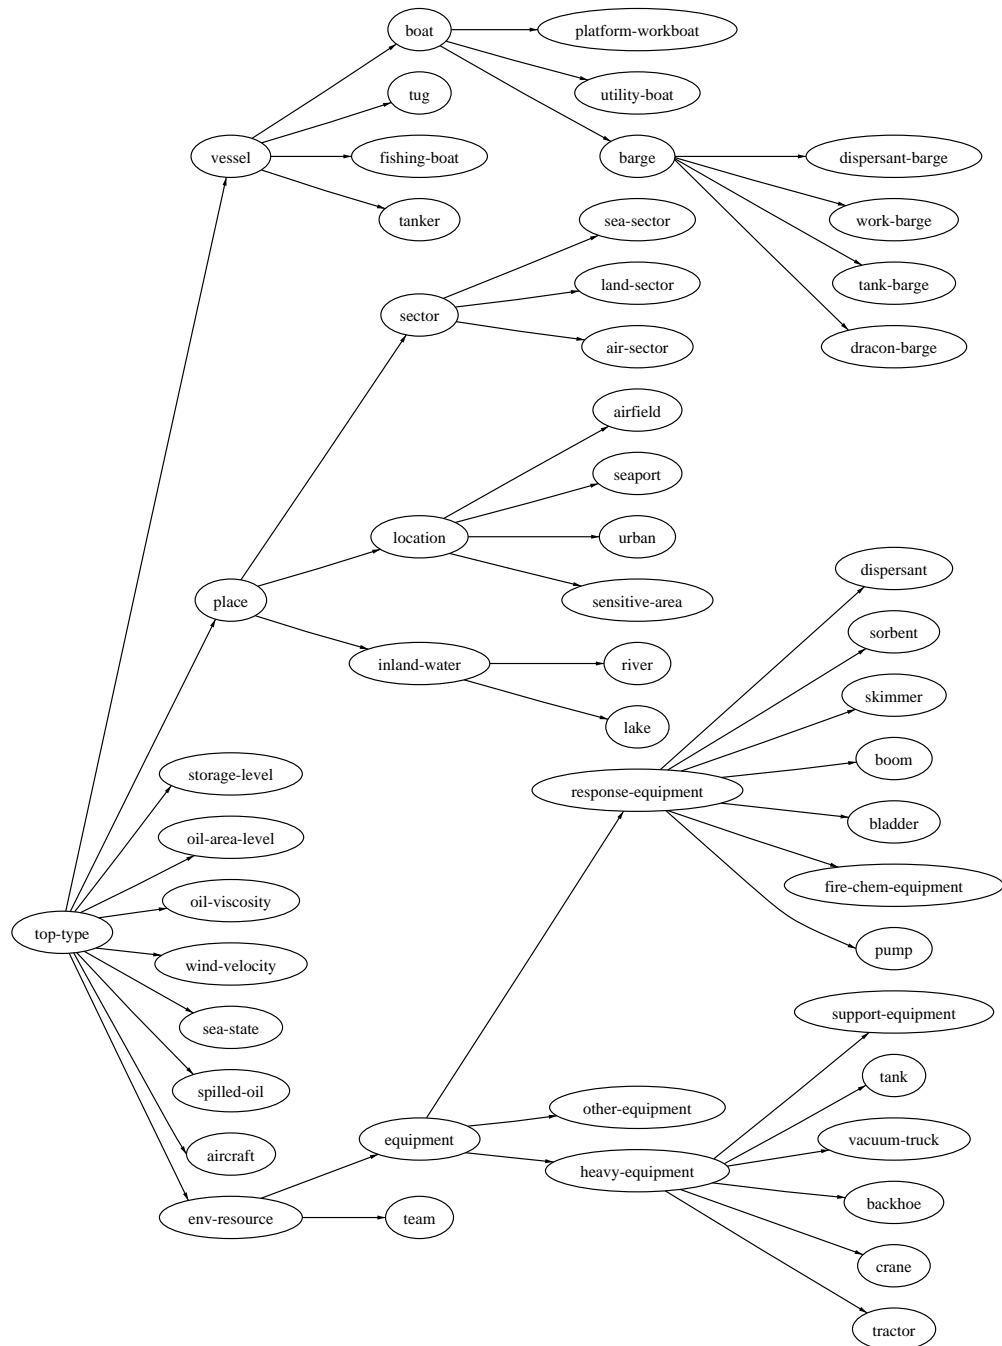 boat
platform-workboat
tug
utility-boat
vessel
fishing-boat
barge
dispersant-barge
tanker
sea-sector
work-barge
sector
land-sector
tank-barge
air-sector
dracon-barge
airfield
seaport
location
urban
dispersant
place
sensitive-area
sorbent
inland-water
river
skimmer
lake
storage-level
response-equipment
boom
oil-area-level
bladder
oil-viscosity
fire-chem-equipment
top-type
wind-velocity
pump
sea-state
support-equipment
spilled-oil
tank
other-equipment
aircraft
equipment
vacuum-truck
heavy-equipment
backhoe
env-resource
team
crane
tractor